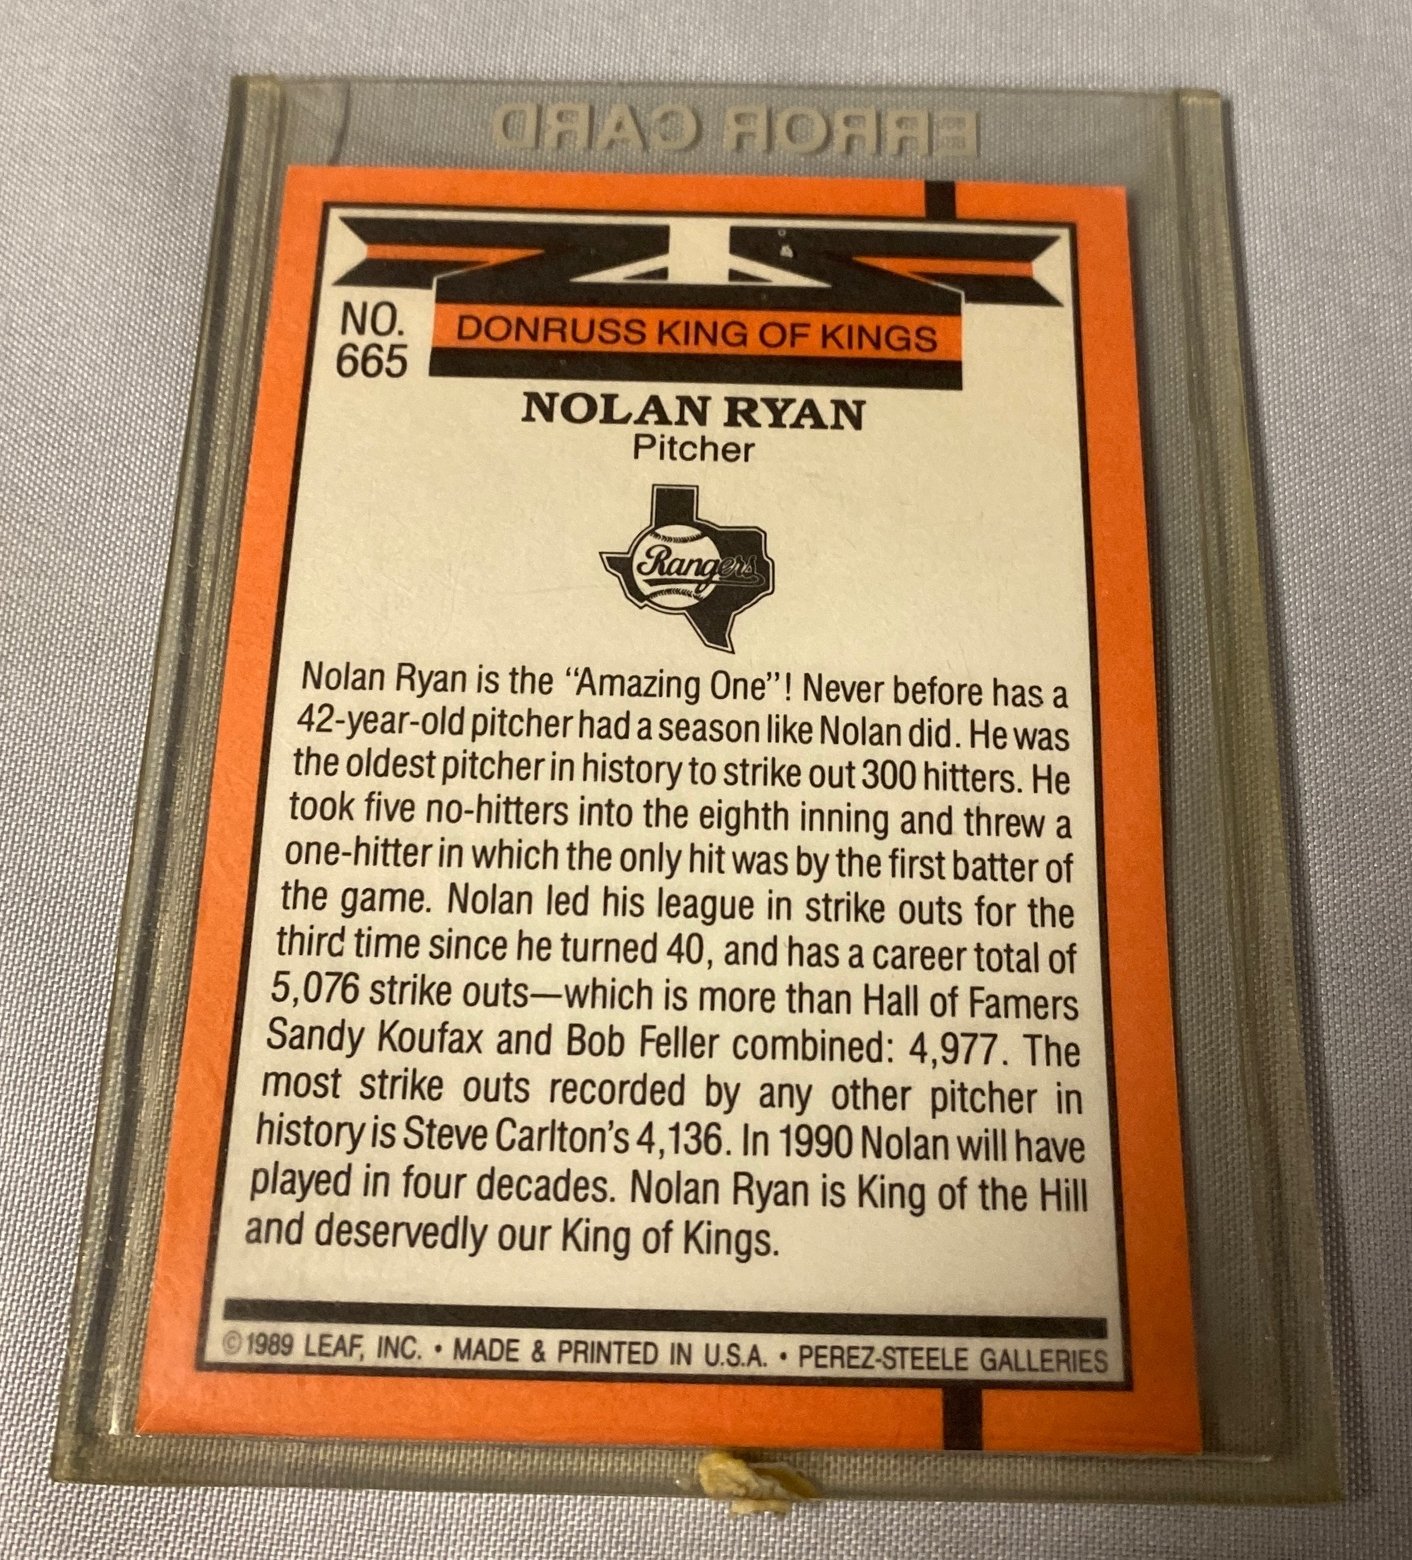 ERROR CARD
NO.
665
DONRUSS KING OF KINGS
NOLAN RYAN
Pitcher
Rangers
Nolan Ryan is the “Amazing One”! Never before has a
42-year-old pitcher had a season like Nolan did. He was
the oldest pitcher in history to strike out 300 hitters. He
took five no-hitters into the eighth inning and threw a
one-hitter in which the only hit was by the first batter of
the game. Nolan led his league in strike outs for the
third time since he turned 40, and has a career total of
5,076 strike outs—which is more than Hall of Famers
Sandy Koufax and Bob Feller combined: 4,977. The
most strike outs recorded by any other pitcher in
history is Steve Carlton’s 4,136. In 1990 Nolan will have
played in four decades. Nolan Ryan is King of the Hill
and deservedly our King of Kings.
©1989 LEAF, INC. • MADE & PRINTED IN U.S.A. • PEREZ-STEELE GALLERIES